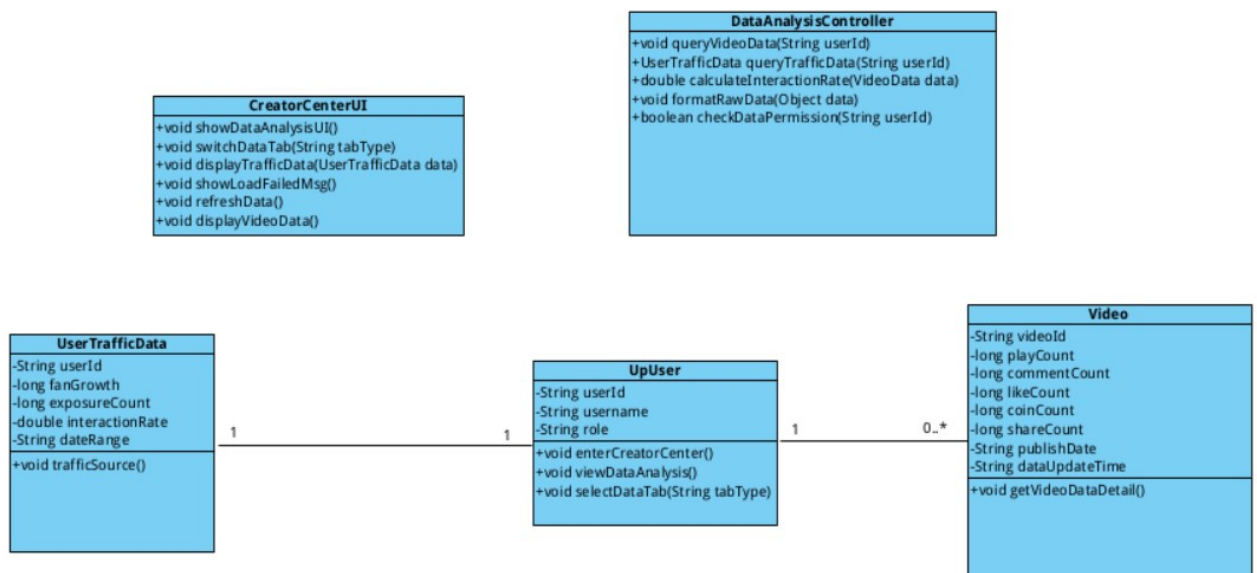 DataAnalysisController
+void queryVideoData(String userId)
+UserTrafficData queryTrafficData(String userId)
+double calculateInteractionRate(VideoData data)
+void formatRawData(Object data)
+boolean checkDataPermission(String userId)
CreatorCenterUI
+void showDataAnalysisUI()
+void switchDataTab(String tabType)
+void displayTrafficData(UserTrafficData data)
+void showLoadFailedMsg()
+void refreshData()
+void displayVideoData()
UserTrafficData
-String userId
-long fanGrowth
-long exposureCount
-double interactionRate
-String dateRange
+void trafficSource()
1
1
UpUser
-String userId
-String username
-String role
+void enterCreatorCenter()
+void viewDataAnalysis()
+void selectDataTab(String tabType)
1
0..*
Video
-String videoId
-long playCount
-long commentCount
-long likeCount
-long coinCount
-long shareCount
-String publishDate
-String dataUpdateTime
+void getVideoDataDetail()